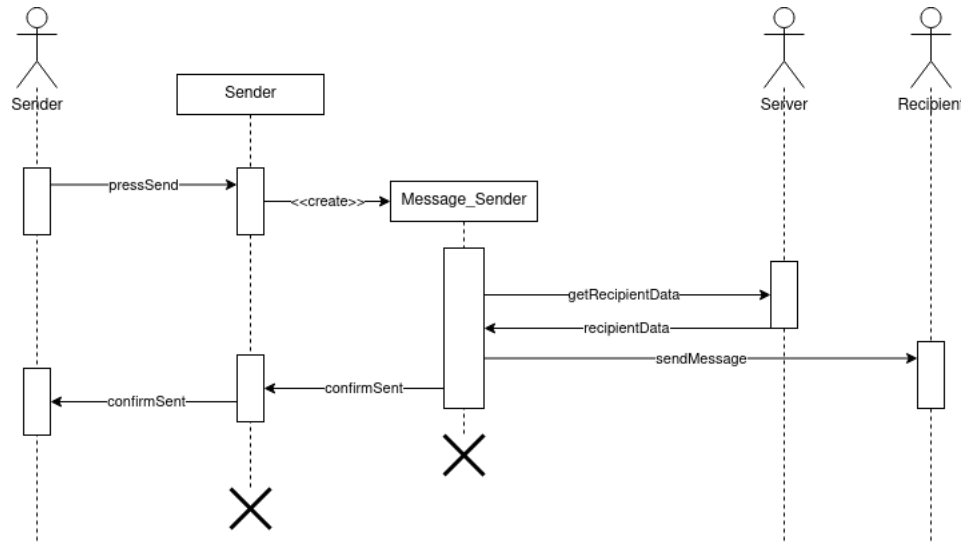 Sender
Sender
Server
Recipient
pressSend
<<create>>
Message_Sender
getRecipientData
recipientData
sendMessage
confirmSent
confirmSent